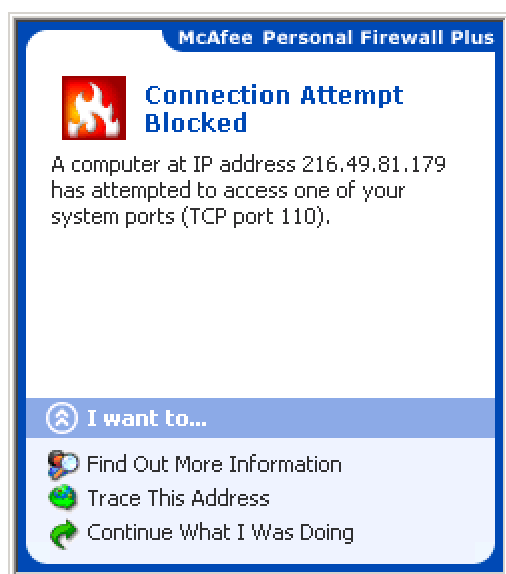 McAfee Personal Firewall Plus
Connection Attempt
Blocked
A computer at IP address 216.49.81.179
has attempted to access one of your
system ports (TCP port 110).
I want to...
Find Out More Information
Trace This Address
Continue What I Was Doing